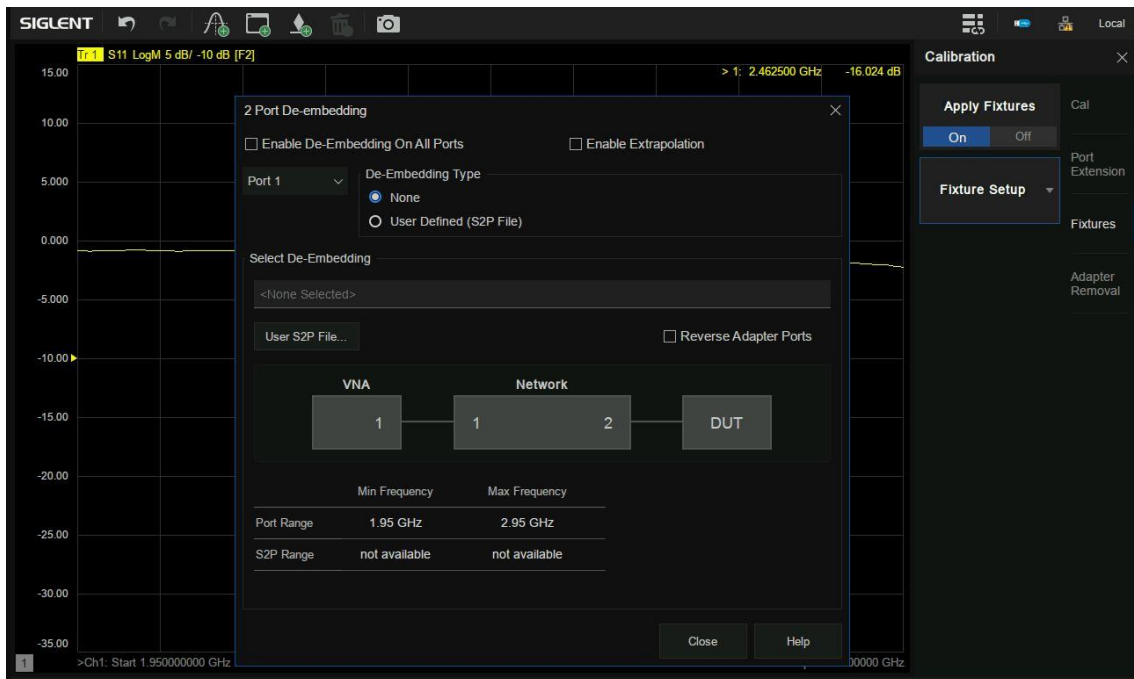 SIGLENT
Local
Tr 1 S11 LogM 5 dB/ -10 dB [F2]
> 1: 2.462500 GHz -16.024 dB
15.00
10.00
5.000
0.000
-5.000
-10.00
-15.00
-20.00
-25.00
-30.00
-35.00
2 Port De-embedding
Enable De-Embedding On All Ports
Enable Extrapolation
Port 1
De-Embedding Type
None
User Defined (S2P File)
Select De-Embedding
<None Selected>
User S2P File...
Reverse Adapter Ports
VNA Network
1 1 2 DUT
Min Frequency Max Frequency
Port Range 1.95 GHz 2.95 GHz
S2P Range not available not available
Close Help
1 >Ch1: Start 1.950000000 GHz
00000 GHz
Calibration
Apply Fixtures
On Off
Fixture Setup
Cal
Port
Extension
Fixtures
Adapter
Removal